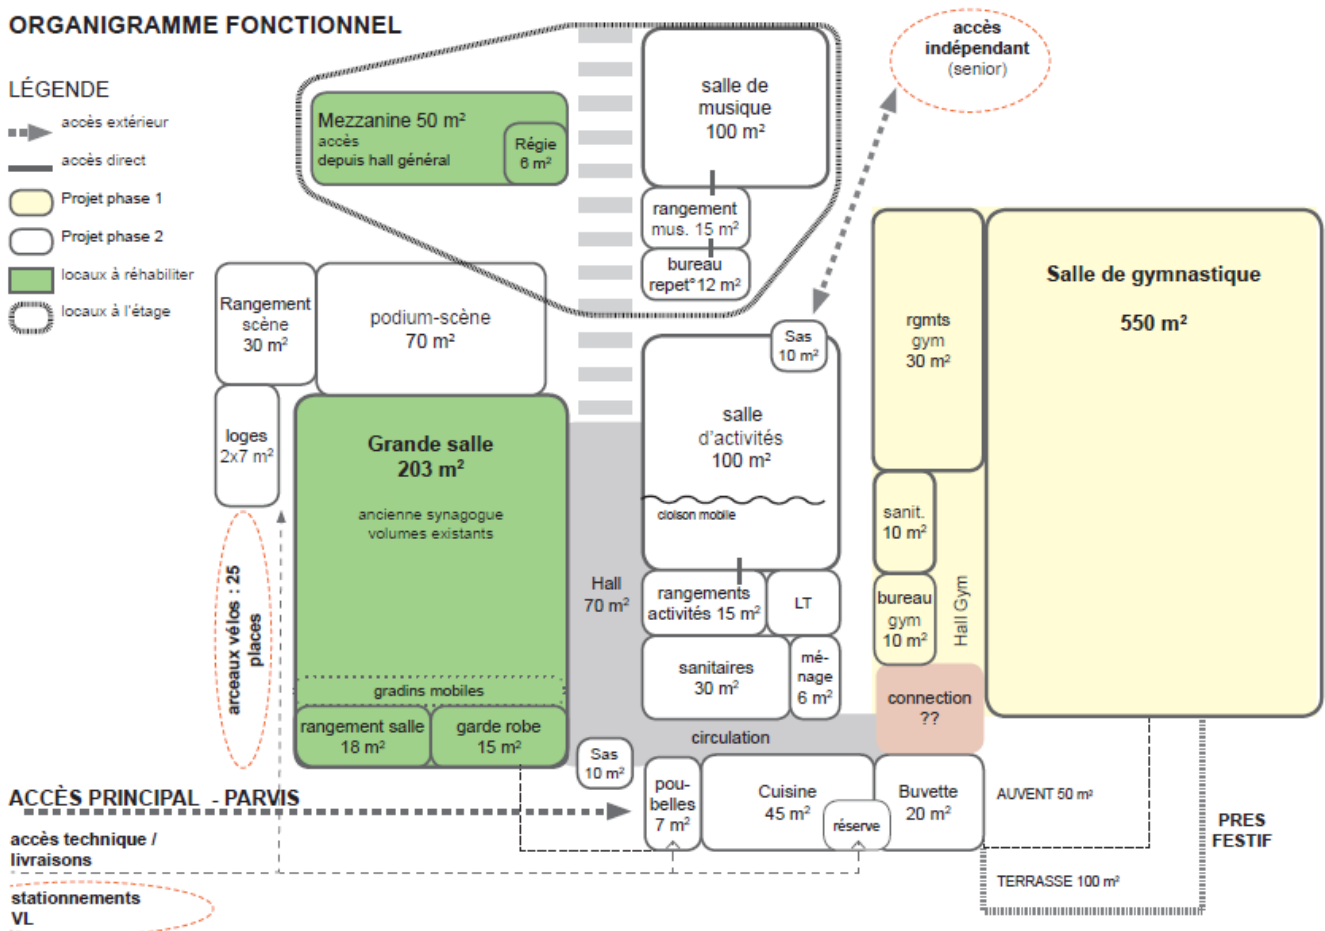 ORGANIGRAMME FONCTIONNEL
LÉGENDE
accès extérieur
accès direct
Projet phase 1
Projet phase 2
locaux à réhabiliter
locaux à l'étage
Mezzanine 50 m²
accès
depuis hall général
Régie
6 m²
salle de
musique
100 m²
rangement
mus. 15 m²
bureau
repet°12 m²
accès
indépendant
(senior)
Rangement
scène
30 m²
podium-scène
70 m²
loges
2x7 m²
Grande salle
203 m²
ancienne synagogue
volumes existants
gradins mobiles
rangement salle
18 m²
garde robe
15 m²
arceaux vélos : 25
places
Hall
70 m²
Sas
10 m²
salle
d'activités
100 m²
cloison mobile
rangements
activités 15 m²
LT
sanitaires
30 m²
mé-
nage
6 m²
circulation
Sas
10 m²
pou-
belles
7 m²
Cuisine
45 m²
réserve
Buvette
20 m²
rgmts
gym
30 m²
sanit.
10 m²
bureau
gym
10 m²
Hall Gym
connection
??
Salle de gymnastique
550 m²
AUVENT 50 m²
TERRASSE 100 m²
PRES
FESTIF
ACCÈS PRINCIPAL - PARVIS
accès technique /
livraisons
stationnements
VL